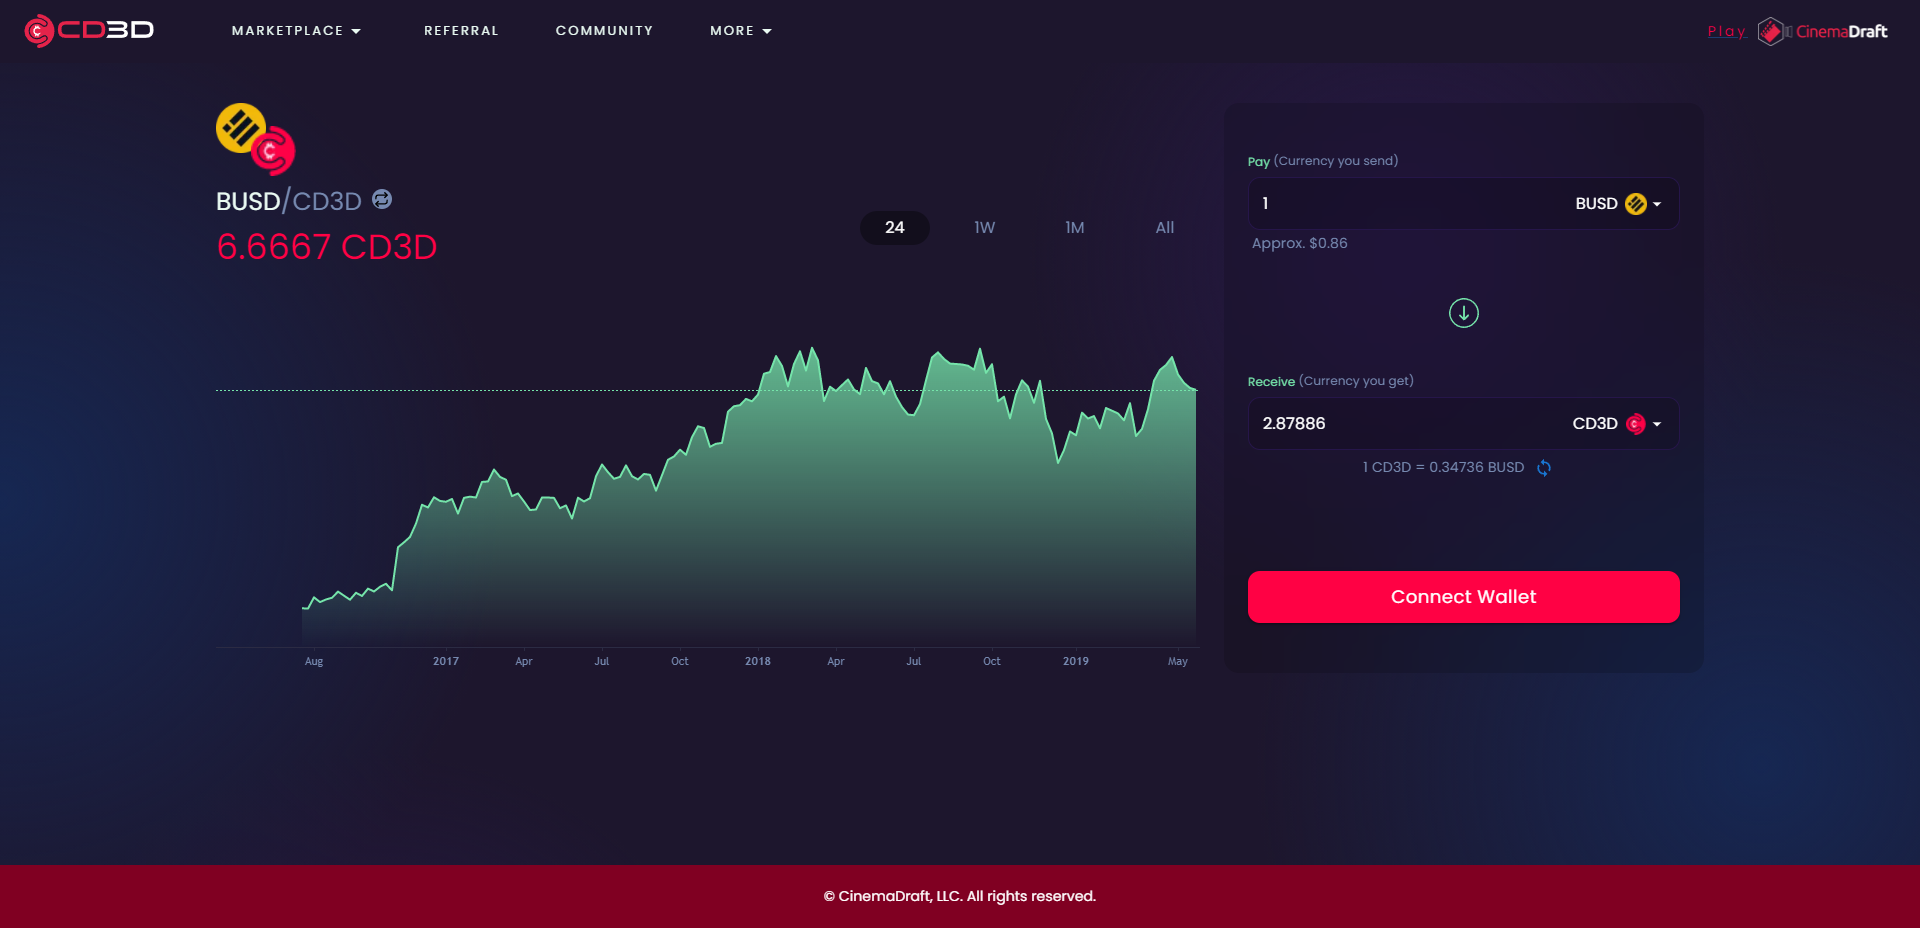 CD3D
MARKETPLACE
REFERRAL
COMMUNITY
MORE
Play
CinemaDraft
BUSD/CD3D
6.6667 CD3D
24
1W
1M
All
Aug
2017
Apr
Jul
Oct
2018
Apr
Jul
Oct
2019
May
Pay (Currency you send)
1
BUSD
Approx. $0.86
Receive (Currency you get)
2.87886
CD3D
1 CD3D = 0.34736 BUSD
Connect Wallet
© CinemaDraft, LLC. All rights reserved.